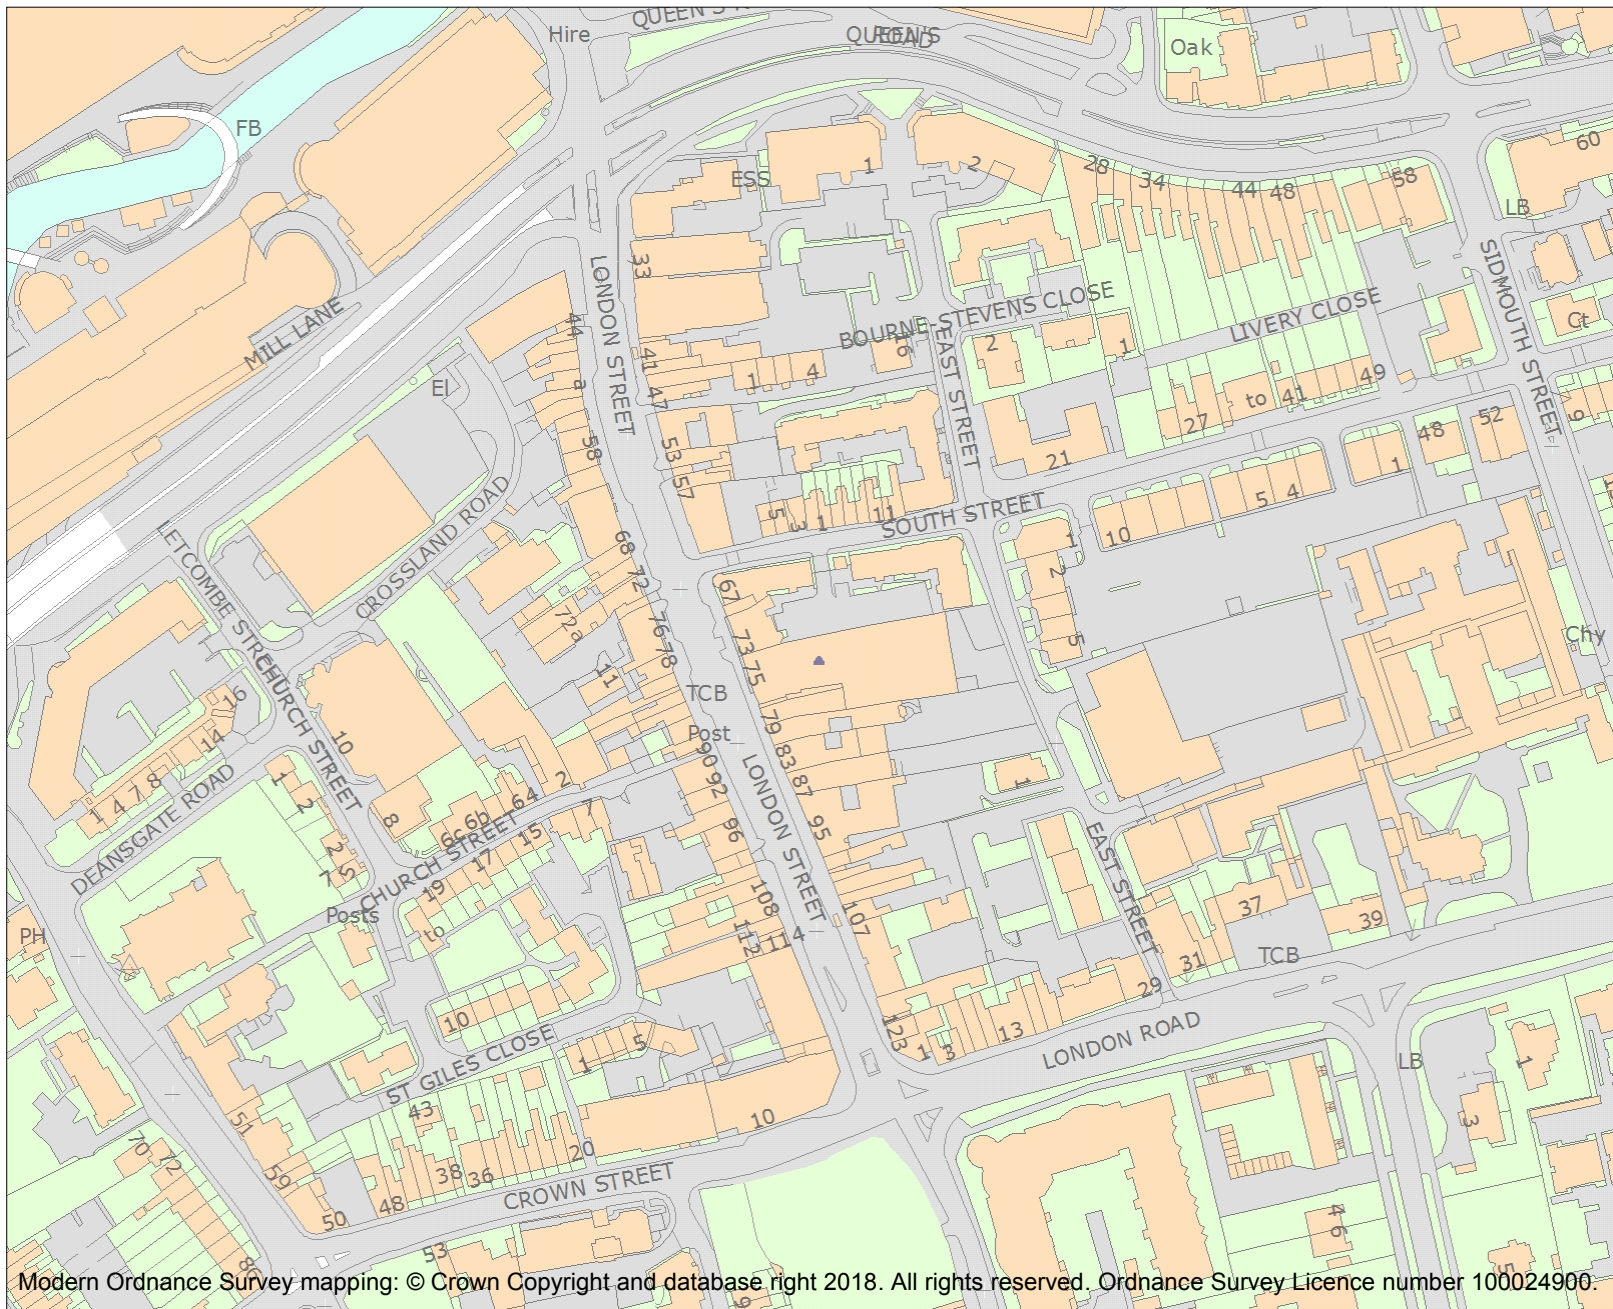 QUEEN'S
Hire
QUEEN'S
ROAD
Oak
FB
ESS
1
2
28
34
44
48
58
60
LB
33
LONDON STREET
SIDMOUTH STREET
MILL LANE
44
a
41
47
1
4
16
BOURNE-STEVENS CLOSE
2
1
LIVERY CLOSE
Ct
EAST STREET
El
58
53
57
27
to
41
49
48
52
9
21
1
5
3
1
11
SOUTH STREET
5
4
10
LETCOMBE STREET
CROSSLAND ROAD
68
72
72a
67
1
2
5
76-78
73
75
11
TCB
Post
Chy
CHURCH STREET
16
14
10
1
4
7
8
DEANSGATE ROAD
1
2
8
2
4
6
6b
6c
7
15
17
19
to
CHURCH STREET
79
83
87
95
90
92
96
LONDON STREET
1
EAST STREET
2
5
7
Posts
PH
108
112
114
107
37
39
31
29
TCB
10
ST GILES CLOSE
1
5
123
1
3
13
LONDON ROAD
LB
1
3
51
59
70
72
43
38
36
20
48
50
10
CROWN STREET
53
4
6
5
9
Modern Ordnance Survey mapping: © Crown Copyright and database right 2018. All rights reserved. Ordnance Survey Licence number 100024900.